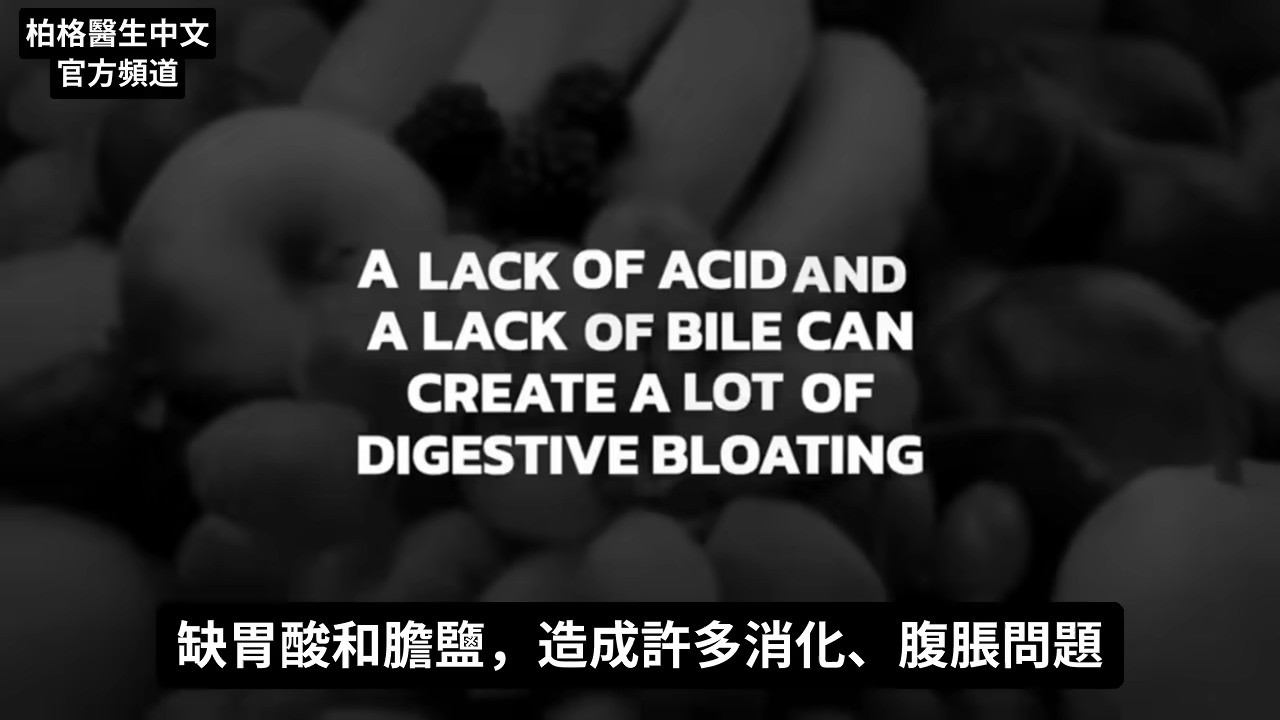 柏格醫生中文
官方頻道
A LACK OF ACID AND
A LACK OF BILE CAN
CREATE A LOT OF
DIGESTIVE BLOATING
缺胃酸和膽鹽，造成許多消化、腹脹問題